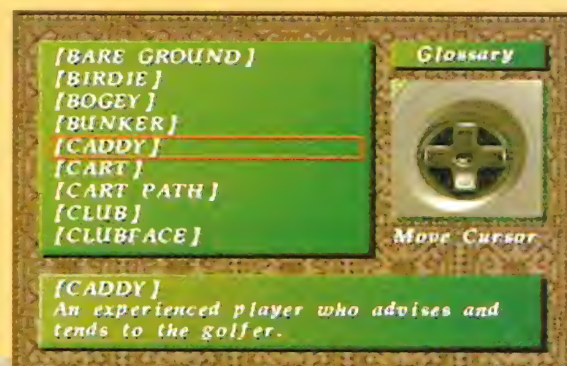 [BARE GROUND]
[BIRDIE]
[BOGEY]
[BUNKER]
[CADDY]
[CART]
[CART PATH]
[CLUB]
[CLUBFACE]
Glossary
Move Cursor
[CADDY]
An experienced player who advises and
tends to the golfer.